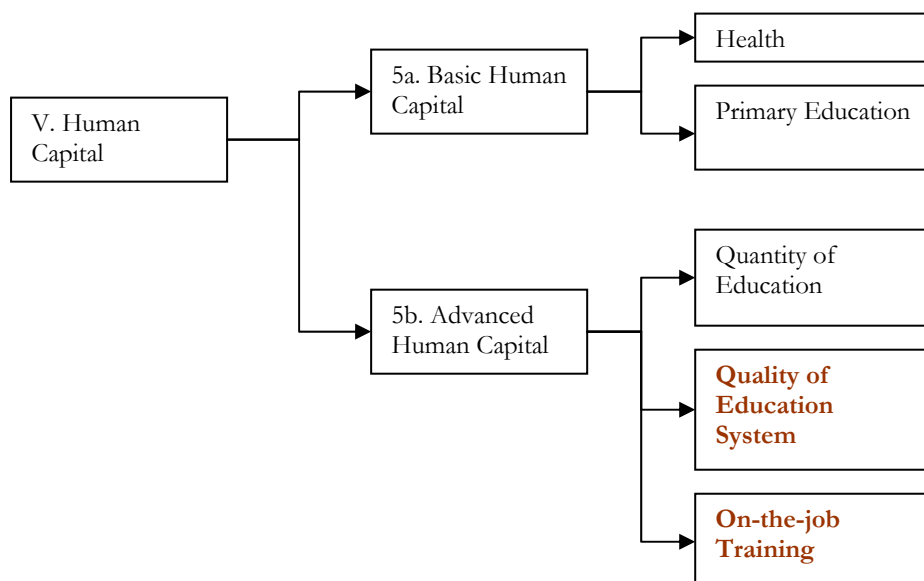 V. Human
Capital
5a. Basic Human
Capital
Health
Primary Education
5b. Advanced
Human Capital
Quantity of
Education
Quality of
Education
System
On-the-job
Training